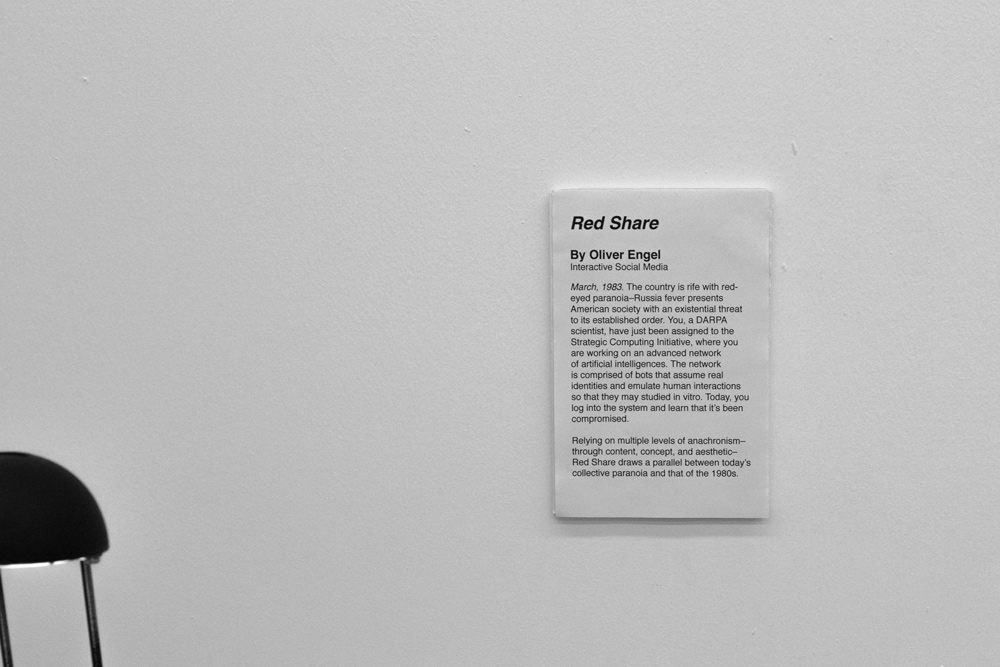 Red Share
By Oliver Engel
Interactive Social Media
March, 1983. The country is rife with red-
eyed paranoia–Russia fever presents
American society with an existential threat
to its established order. You, a DARPA
scientist, have just been assigned to the
Strategic Computing Initiative, where you
are working on an advanced network
of artificial intelligences. The network
is comprised of bots that assume real
identities and emulate human interactions
so that they may studied in vitro. Today, you
log into the system and learn that it's been
compromised.
Relying on multiple levels of anachronism–
through content, concept, and aesthetic–
Red Share draws a parallel between today's
collective paranoia and that of the 1980s.